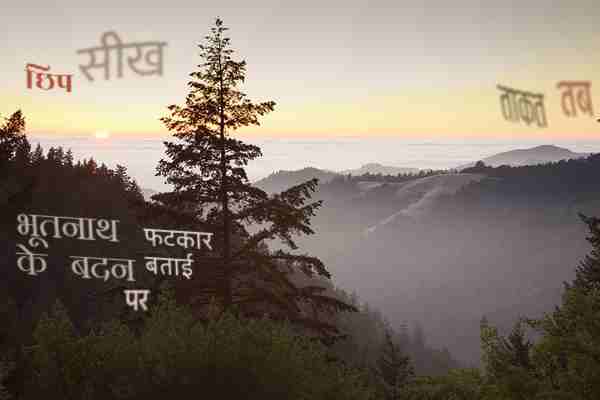 छिप सीख
ताकत तब
भूतनाथ फटकार
के बदन बताई
पर